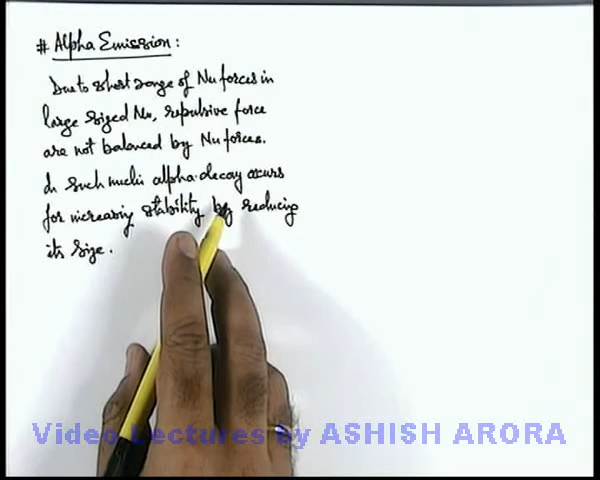 # Alpha Emission :
Due to short range of Nu forces in
large sized Nu, repulsive force
are not balanced by Nu forces.
In such nuclii alpha-decay occurs
for increasing stability by reducing
its size.
Video Lectures by ASHISH ARORA